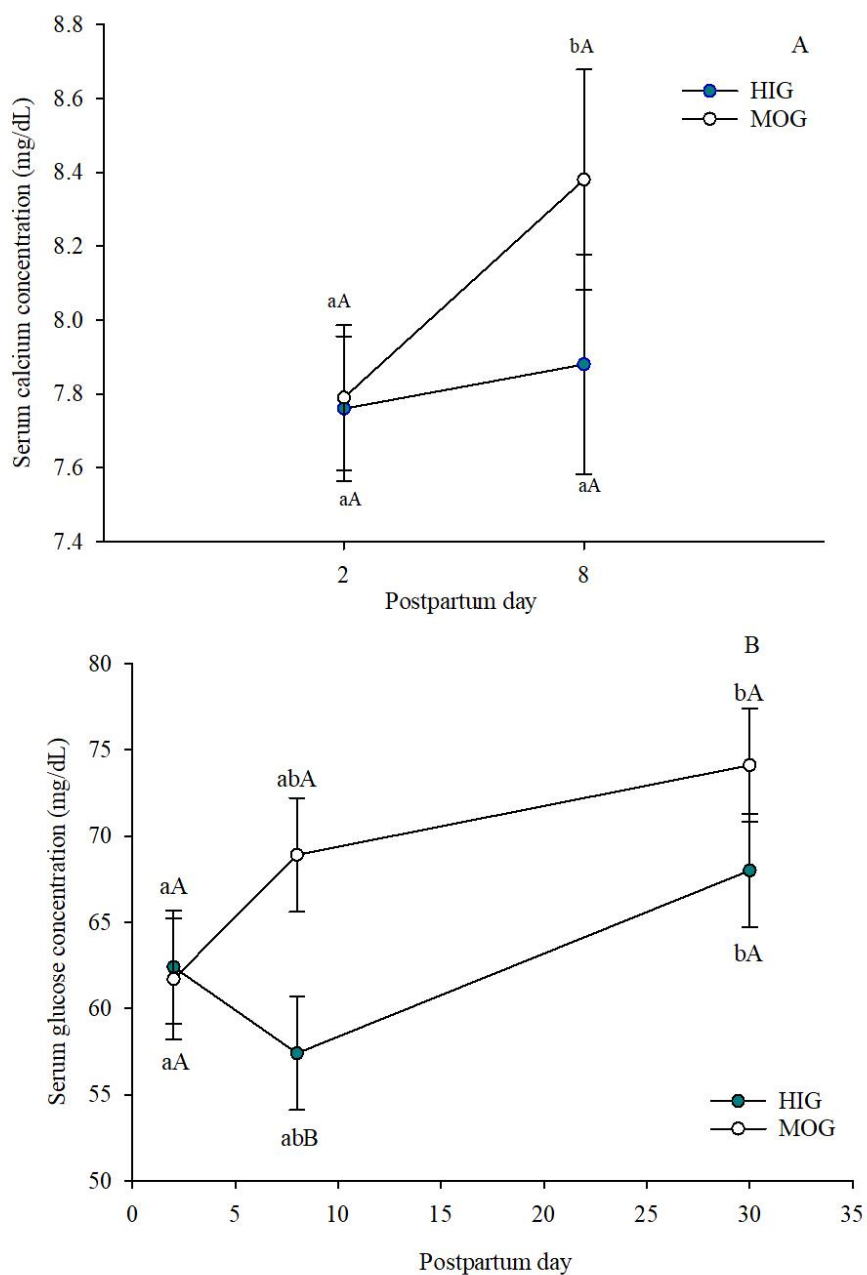 8.8
bA
A
HIG
MOG
8.6
8.4
8.2
aA
8.0
7.8
7.6
aA
aA
7.4
2
8
Serum calcium concentration (mg/dL)
Postpartum day
B
80
bA
abA
75
70
aA
65
bA
60
aA
55
abB
HIG
MOG
50
0 5 10 15 20 25 30 35
Serum glucose concentration (mg/dL)
Postpartum day